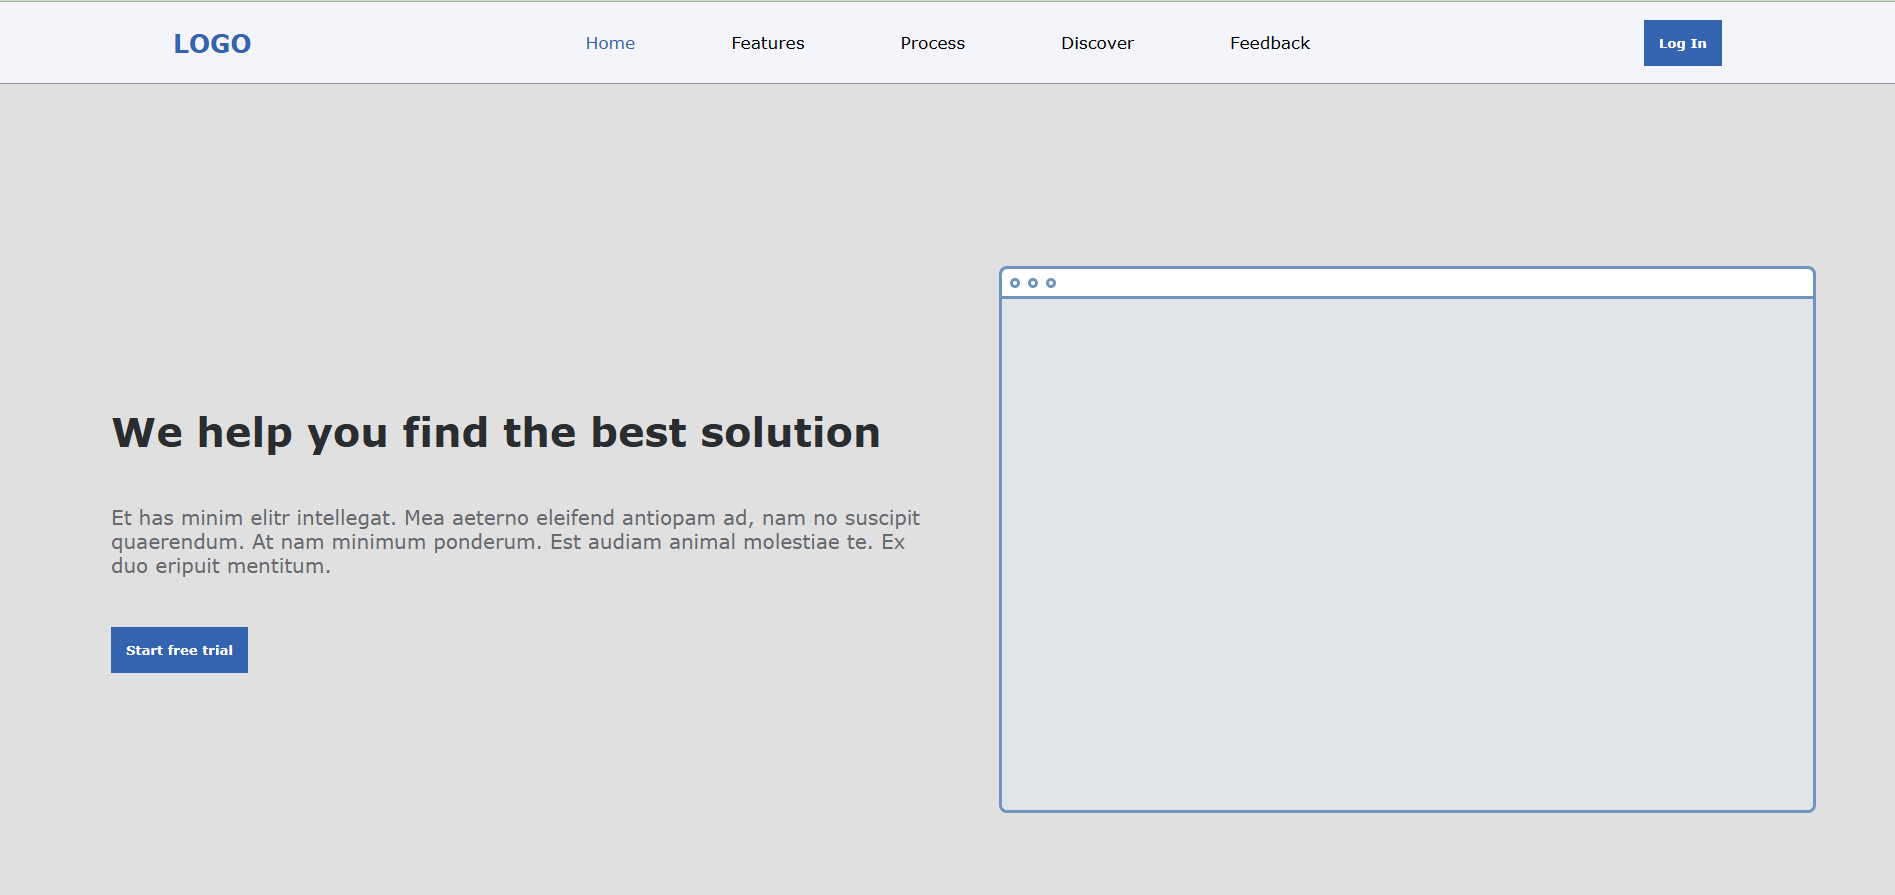 LOGO
Home
Features
Process
Discover
Feedback
Log In
We help you find the best solution
Et has minim elitr intellegat. Mea aeterno eleifend antiopam ad, nam no suscipit
quaerendum. At nam minimum ponderum. Est audiam animal molestiae te. Ex
duo eripuit mentitum.
Start free trial